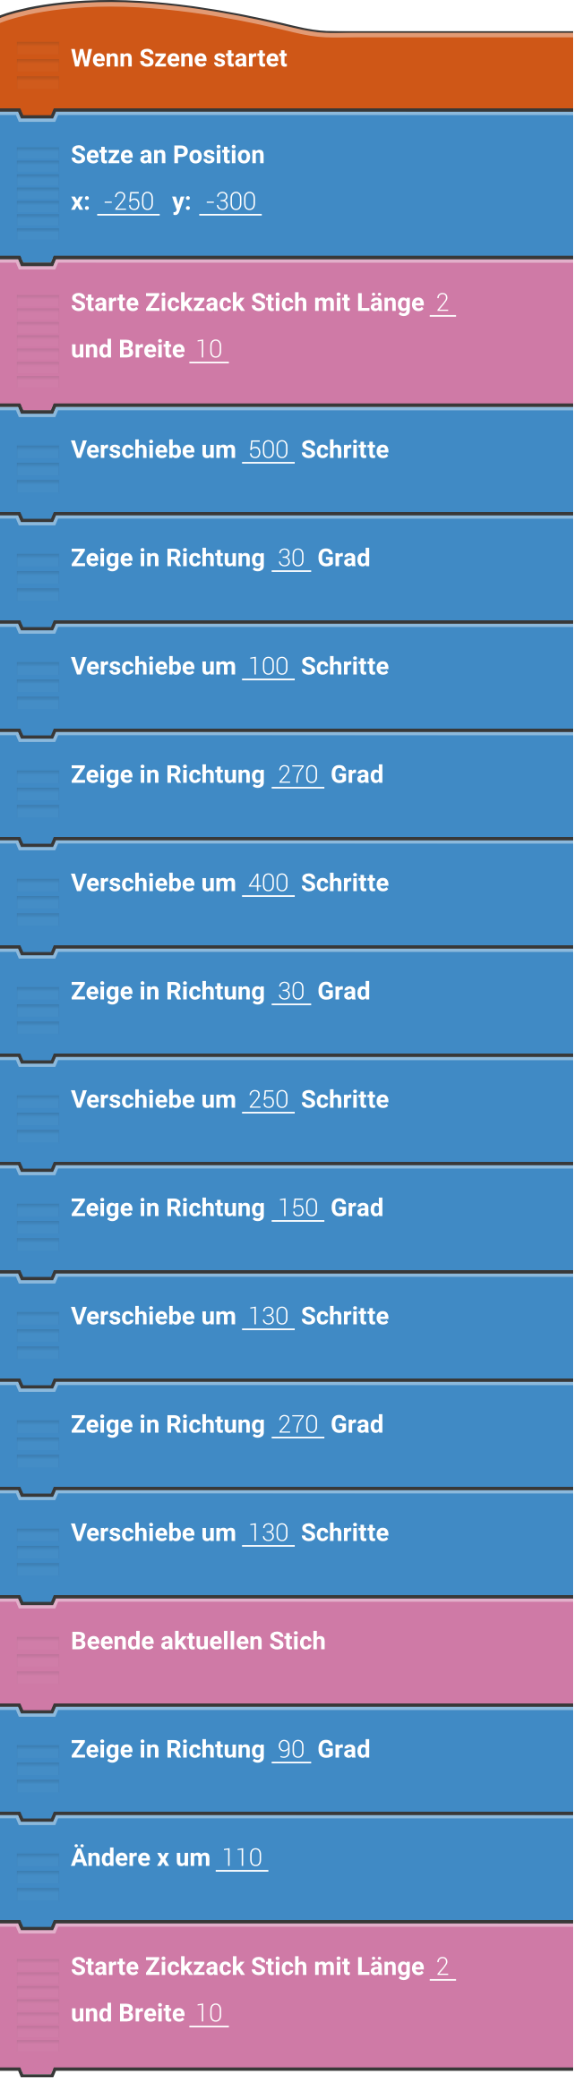 Wenn Szene startet
Setze an Position
x: -250 y: -300
Starte Zickzack Stich mit Länge 2
und Breite 10
Verschiebe um 500 Schritte
Zeige in Richtung 30 Grad
Verschiebe um 100 Schritte
Zeige in Richtung 270 Grad
Verschiebe um 400 Schritte
Zeige in Richtung 30 Grad
Verschiebe um 250 Schritte
Zeige in Richtung 150 Grad
Verschiebe um 130 Schritte
Zeige in Richtung 270 Grad
Verschiebe um 130 Schritte
Beende aktuellen Stich
Zeige in Richtung 90 Grad
Ändere x um 110
Starte Zickzack Stich mit Länge 2
und Breite 10